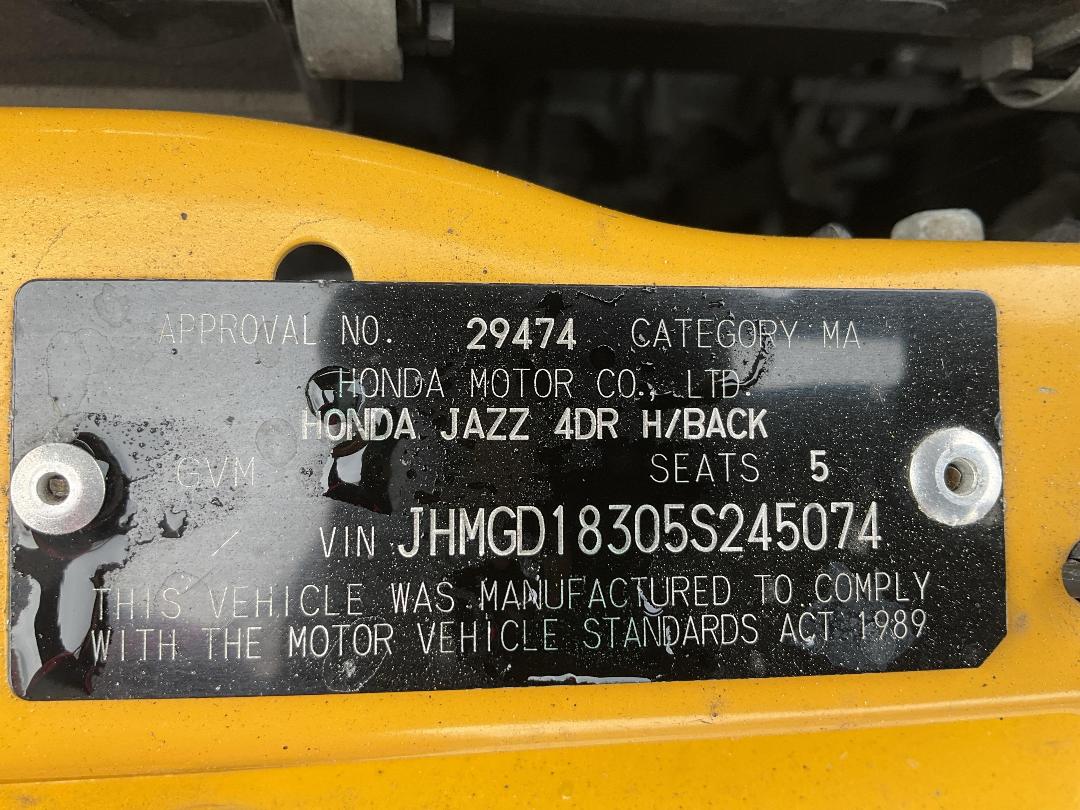 APPROVAL NO. 29474 CATEGORY MA
HONDA MOTOR CO., LTD.
HONDA JAZZ 4DR H/BACK
GVM SEATS 5
VIN JHMGD18305S245074
THIS VEHICLE WAS MANUFACTURED TO COMPLY
WITH THE MOTOR VEHICLE STANDARDS ACT 1989